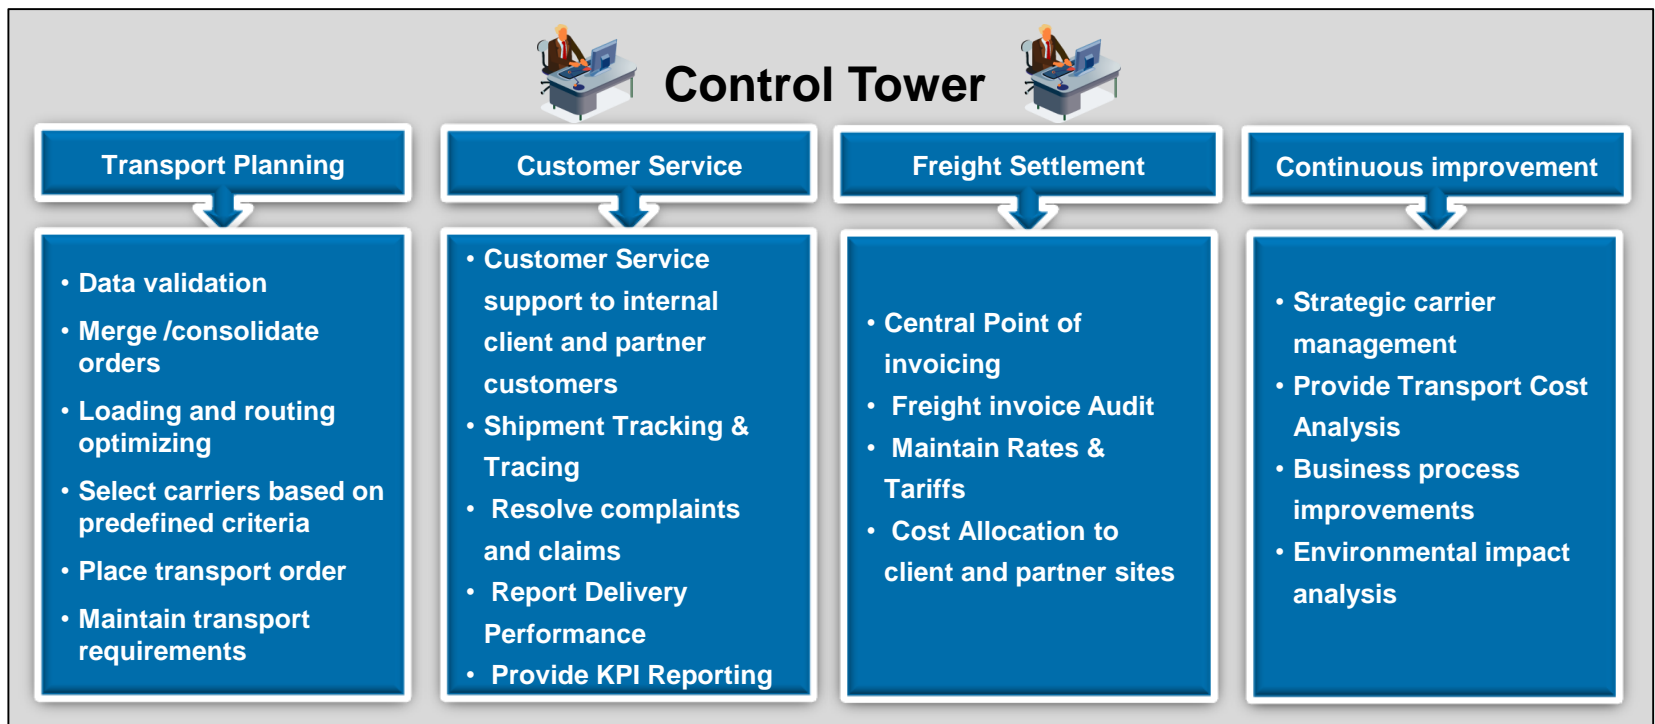 Control Tower
Transport Planning
• Data validation
• Merge /consolidate
orders
• Loading and routing
optimizing
• Select carriers based on
predefined criteria
• Place transport order
• Maintain transport
requirements
Customer Service
• Customer Service
support to internal
client and partner
customers
• Shipment Tracking &
Tracing
• Resolve complaints
and claims
• Report Delivery
Performance
• Provide KPI Reporting
Freight Settlement
• Central Point of
invoicing
• Freight invoice Audit
• Maintain Rates &
Tariffs
• Cost Allocation to
client and partner sites
Continuous improvement
• Strategic carrier
management
• Provide Transport Cost
Analysis
• Business process
improvements
• Environmental impact
analysis